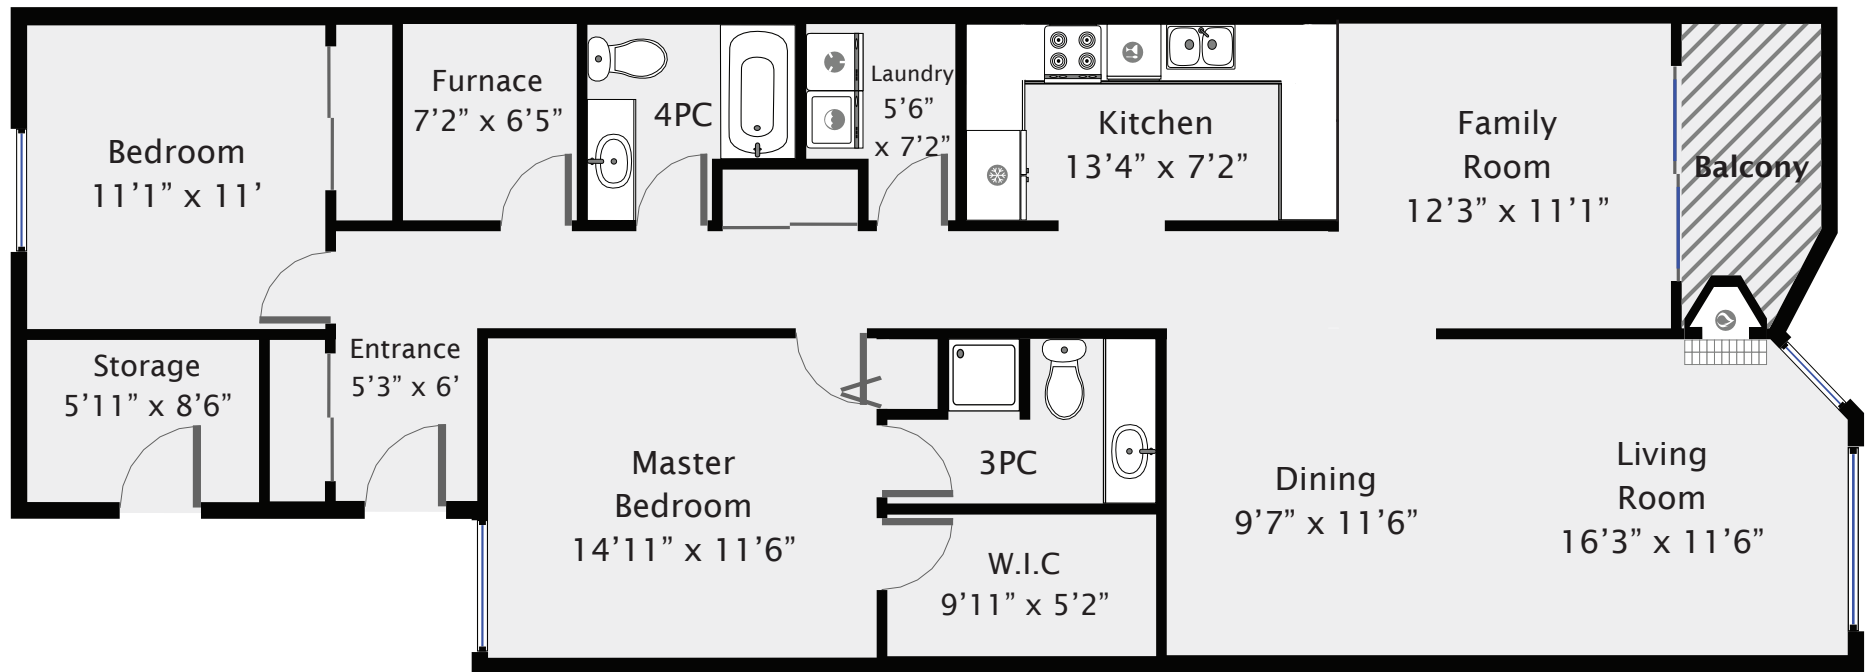 Bedroom
11’1” x 11’
Furnace
7’2” x 6’5”
4PC
Laundry
5’6”
x 7’2”
Kitchen
13’4” x 7’2”
Family
Room
12’3” x 11’1”
Balcony
Storage
5’11” x 8’6”
Entrance
5’3” x 6’
Master
Bedroom
14’11” x 11’6”
3PC
W.I.C
9’11” x 5’2”
Dining
9’7” x 11’6”
Living
Room
16’3” x 11’6”